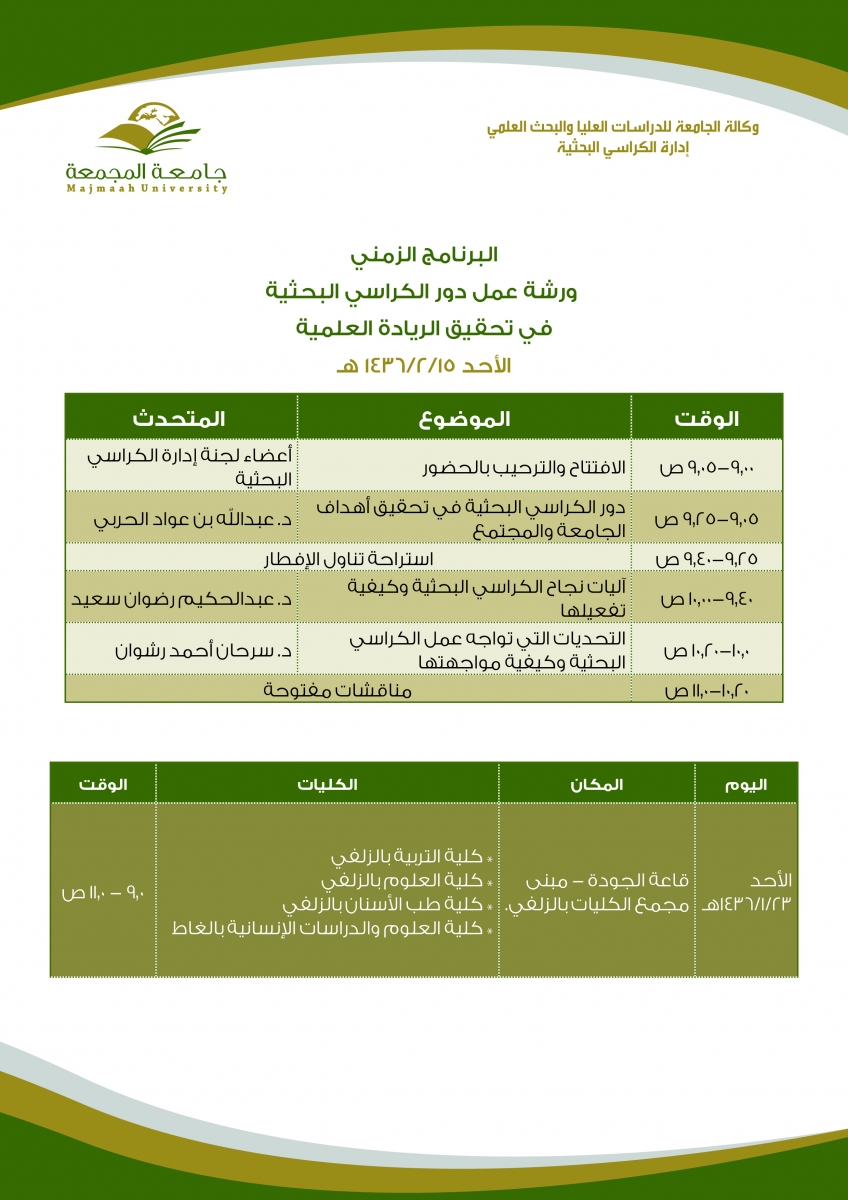 وكالة الجامعة للدراسات العليا والبحث العلمي
إدارة الكراسي البحثية
جامعة المجمعة
Majmaah University
البرنامج الزمني
ورشة عمل دور الكراسي البحثية
في تحقيق الريادة العلمية
الأحد ١٤٣٦/٢/١٥ هـ
الوقت الموضوع المتحدث
٩,٠٠-٩,٠٥ ص الافتتاح والترحيب بالحضور أعضاء لجنة إدارة الكراسي
البحثية
٩,٠٥-٩,٢٥ ص دور الكراسي البحثية في تحقيق أهداف د. عبدالله بن عواد الحربي
الجامعة والمجتمع
٩,٢٥-٩,٤٠ ص استراحة تناول الإفطار
٩,٤٠-١٠,٠٠ ص آليات نجاح الكراسي البحثية وكيفية د. عبدالحكيم رضوان سعيد
تفعيلها
١٠,٠-١٠,٢٠ ص التحديات التي تواجه عمل الكراسي د. سرحان أحمد رشوان
البحثية وكيفية مواجهتها
١٠,٢٠-١١,٠ ص مناقشات مفتوحة
اليوم المكان الكليات الوقت
الأحد
١٤٣٦/١/٢٣هـ
قاعة الجودة – مبنى
مجمع الكليات بالزلفي.
* كلية التربية بالزلفي
* كلية العلوم بالزلفي
* كلية طب الأسنان بالزلفي
* كلية العلوم والدراسات الإنسانية بالغاط
٩,٠ – ١١,٠ ص